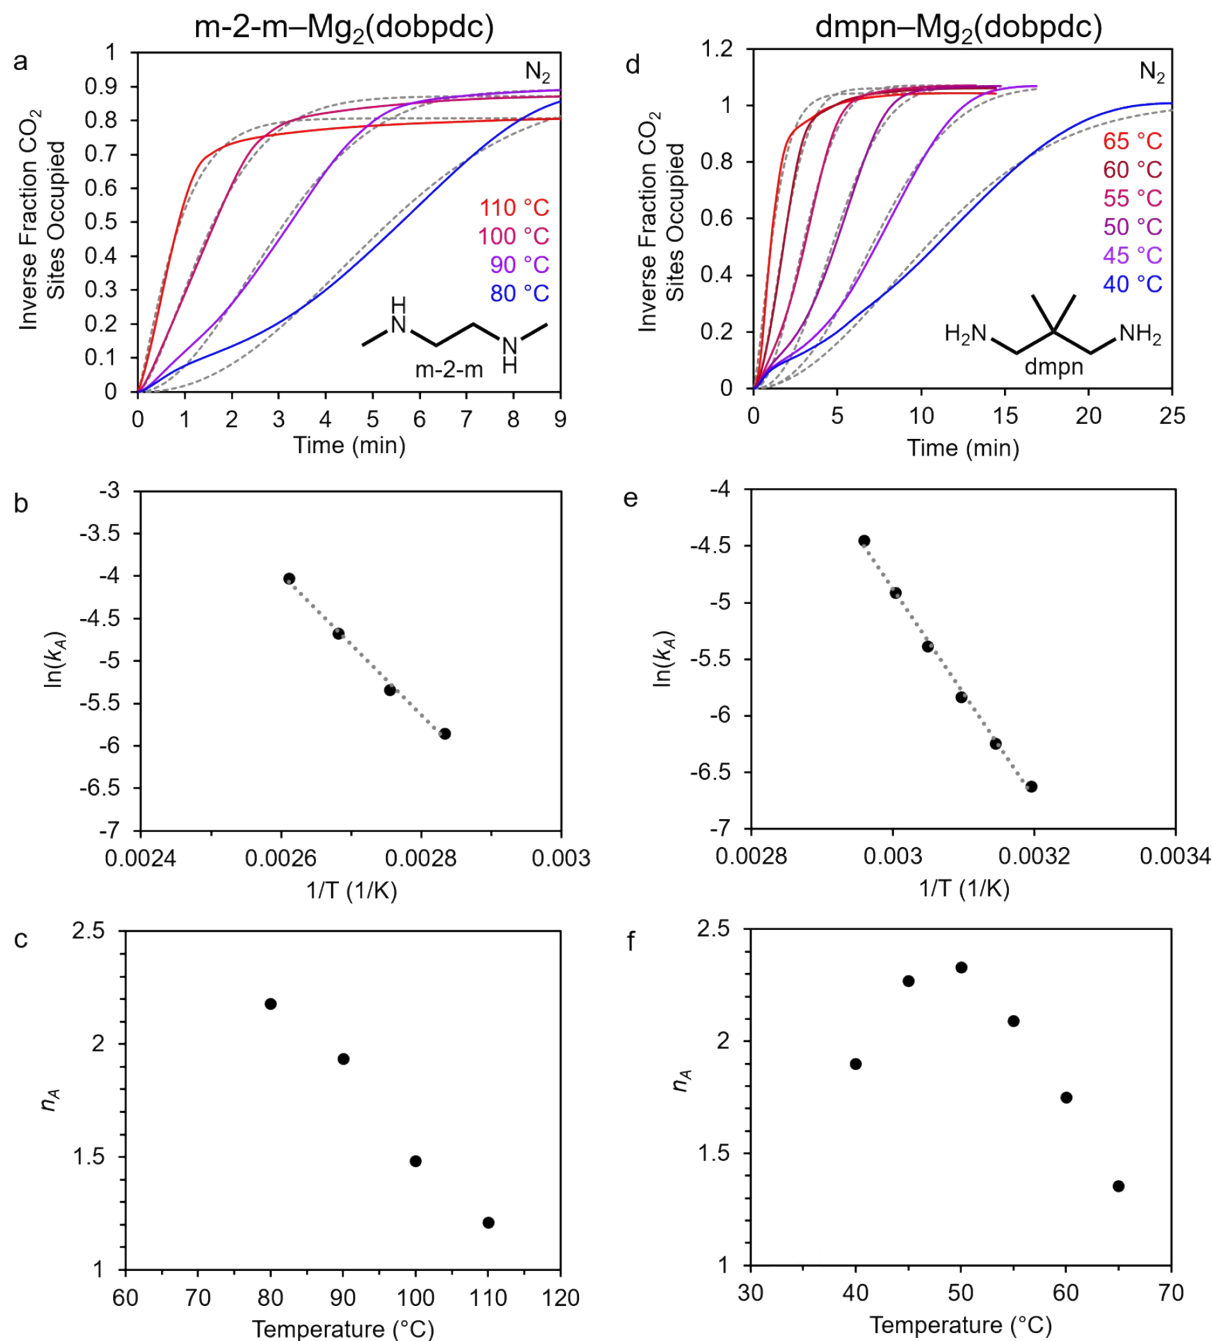 m-2-m–Mg2(dobpdc)
a
N2
1
0.9
0.8
0.7
0.6
0.5
0.4
0.3
0.2
0.1
0
Inverse Fraction CO2
Sites Occupied
110 °C
100 °C
90 °C
80 °C
H
N
N
H
m-2-m
0 1 2 3 4 5 6 7 8 9
Time (min)
dmpn–Mg2(dobpdc)
d
N2
1.2
1
0.8
0.6
0.4
0.2
0
Inverse Fraction CO2
Sites Occupied
65 °C
60 °C
55 °C
50 °C
45 °C
40 °C
H2N NH2
dmpn
0 5 10 15 20 25
Time (min)
b
-3
-3.5
-4
-4.5
-5
-5.5
-6
-6.5
-7
ln(kA)
0.0024 0.0026 0.0028 0.003
1/T (1/K)
e
-4
-4.5
-5
-5.5
-6
-6.5
-7
ln(kA)
0.0028 0.003 0.0032 0.0034
1/T (1/K)
c
2.5
2
1.5
1
nA
60 70 80 90 100 110 120
Temperature (°C)
f
2.5
2
1.5
1
nA
30 40 50 60 70
Temperature (°C)